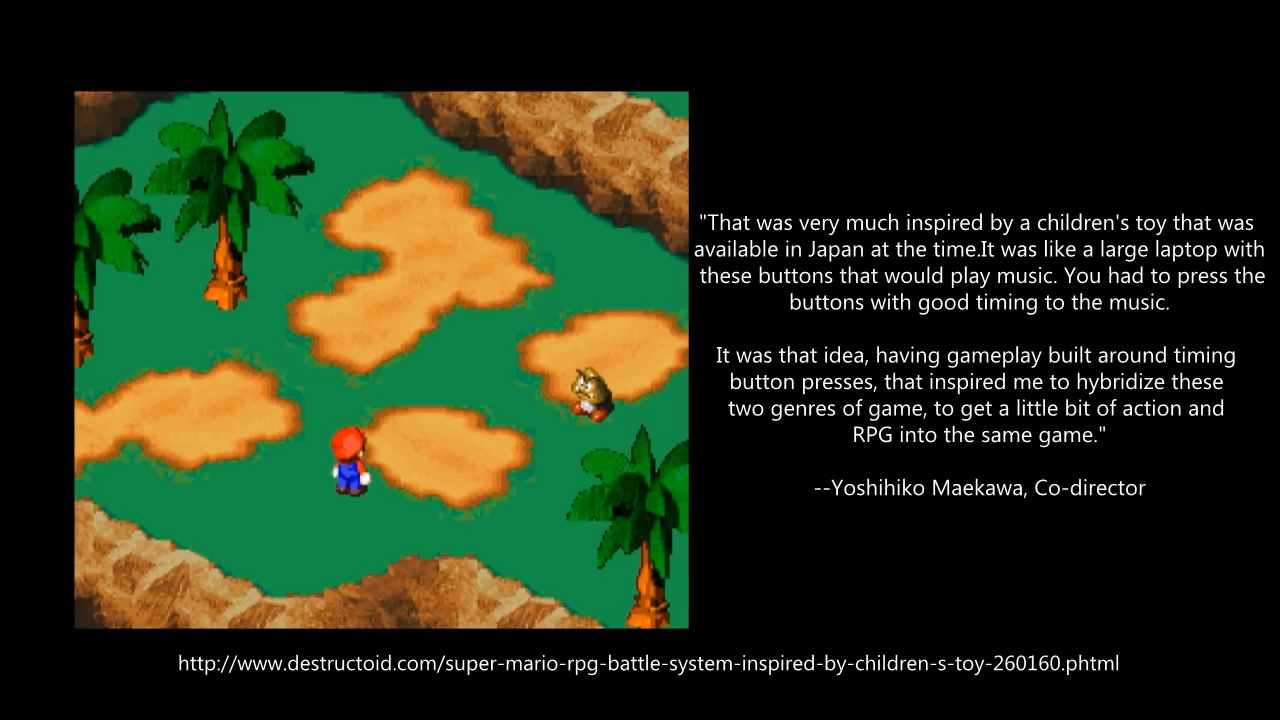 "That was very much inspired by a children's toy that was
available in Japan at the time.It was like a large laptop with
these buttons that would play music. You had to press the
buttons with good timing to the music.
It was that idea, having gameplay built around timing
button presses, that inspired me to hybridize these
two genres of game, to get a little bit of action and
RPG into the same game."
--Yoshihiko Maekawa, Co-director
http://www.destructoid.com/super-mario-rpg-battle-system-inspired-by-children-s-toy-260160.phtml